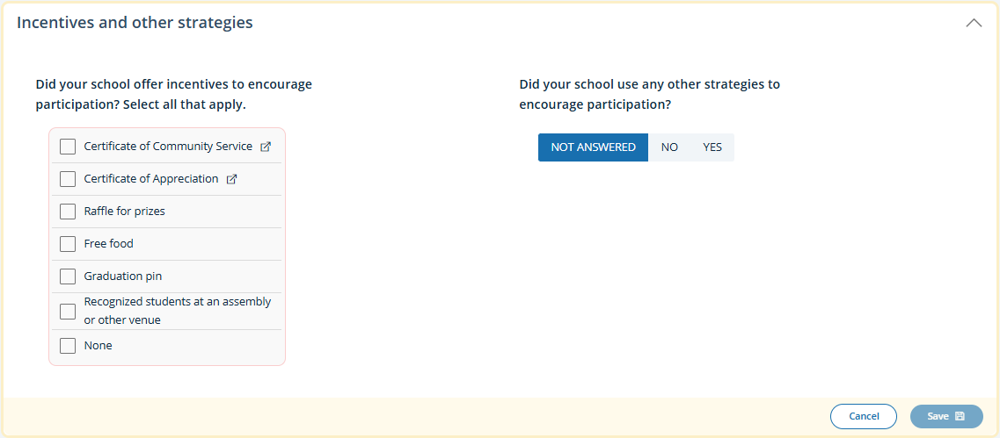 Incentives and other strategies
Did your school offer incentives to encourage
participation? Select all that apply.
Certificate of Community Service
Certificate of Appreciation
Raffle for prizes
Free food
Graduation pin
Recognized students at an assembly
or other venue
None
Did your school use any other strategies to
encourage participation?
NOT ANSWERED NO YES
Cancel Save